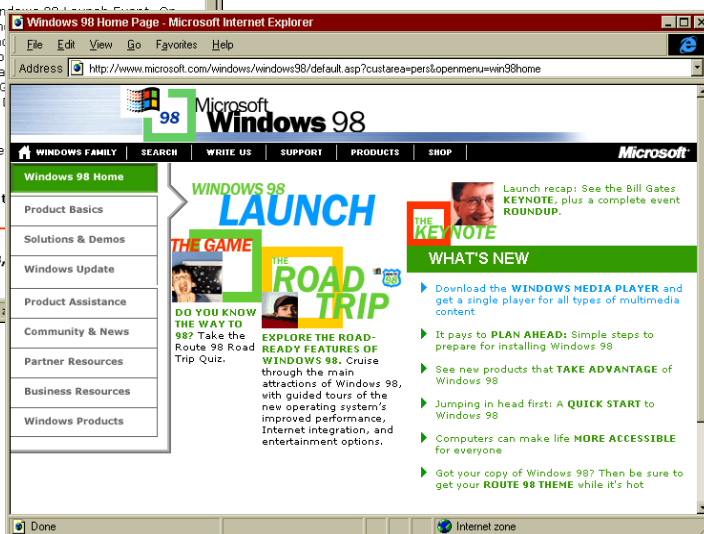 Windows 98 Launch Event. On
Windows 98 Home Page - Microsoft Internet Explorer
File Edit View Go Favorites Help
Address http://www.microsoft.com/windows/windows98/default.asp?custarea=pers&openmenu=win98home
98 Microsoft
Windows 98
WINDOWS FAMILY SEARCH WRITE US SUPPORT PRODUCTS SHOP Microsoft
Windows 98 Home
Product Basics
Solutions & Demos
Windows Update
Product Assistance
Community & News
Partner Resources
Business Resources
Windows Products
WINDOWS 98
LAUNCH
THE GAME
DO YOU KNOW
THE WAY TO
98? Take the
Route 98 Road
Trip Quiz.
THE
ROAD
TRIP
98
EXPLORE THE ROAD-
READY FEATURES OF
WINDOWS 98. Cruise
through the main
attractions of Windows 98,
with guided tours of the
new operating system's
improved performance,
Internet integration, and
entertainment options.
THE
KEYNOTE
Launch recap: See the Bill Gates
KEYNOTE, plus a complete event
ROUNDUP.
WHAT'S NEW
Download the WINDOWS MEDIA PLAYER and
get a single player for all types of multimedia
content
It pays to PLAN AHEAD: Simple steps to
prepare for installing Windows 98
See new products that TAKE ADVANTAGE of
Windows 98
Jumping in head first: A QUICK START to
Windows 98
Computers can make life MORE ACCESSIBLE
for everyone
Got your copy of Windows 98? Then be sure to
get your ROUTE 98 THEME while it's hot
Done Internet zone